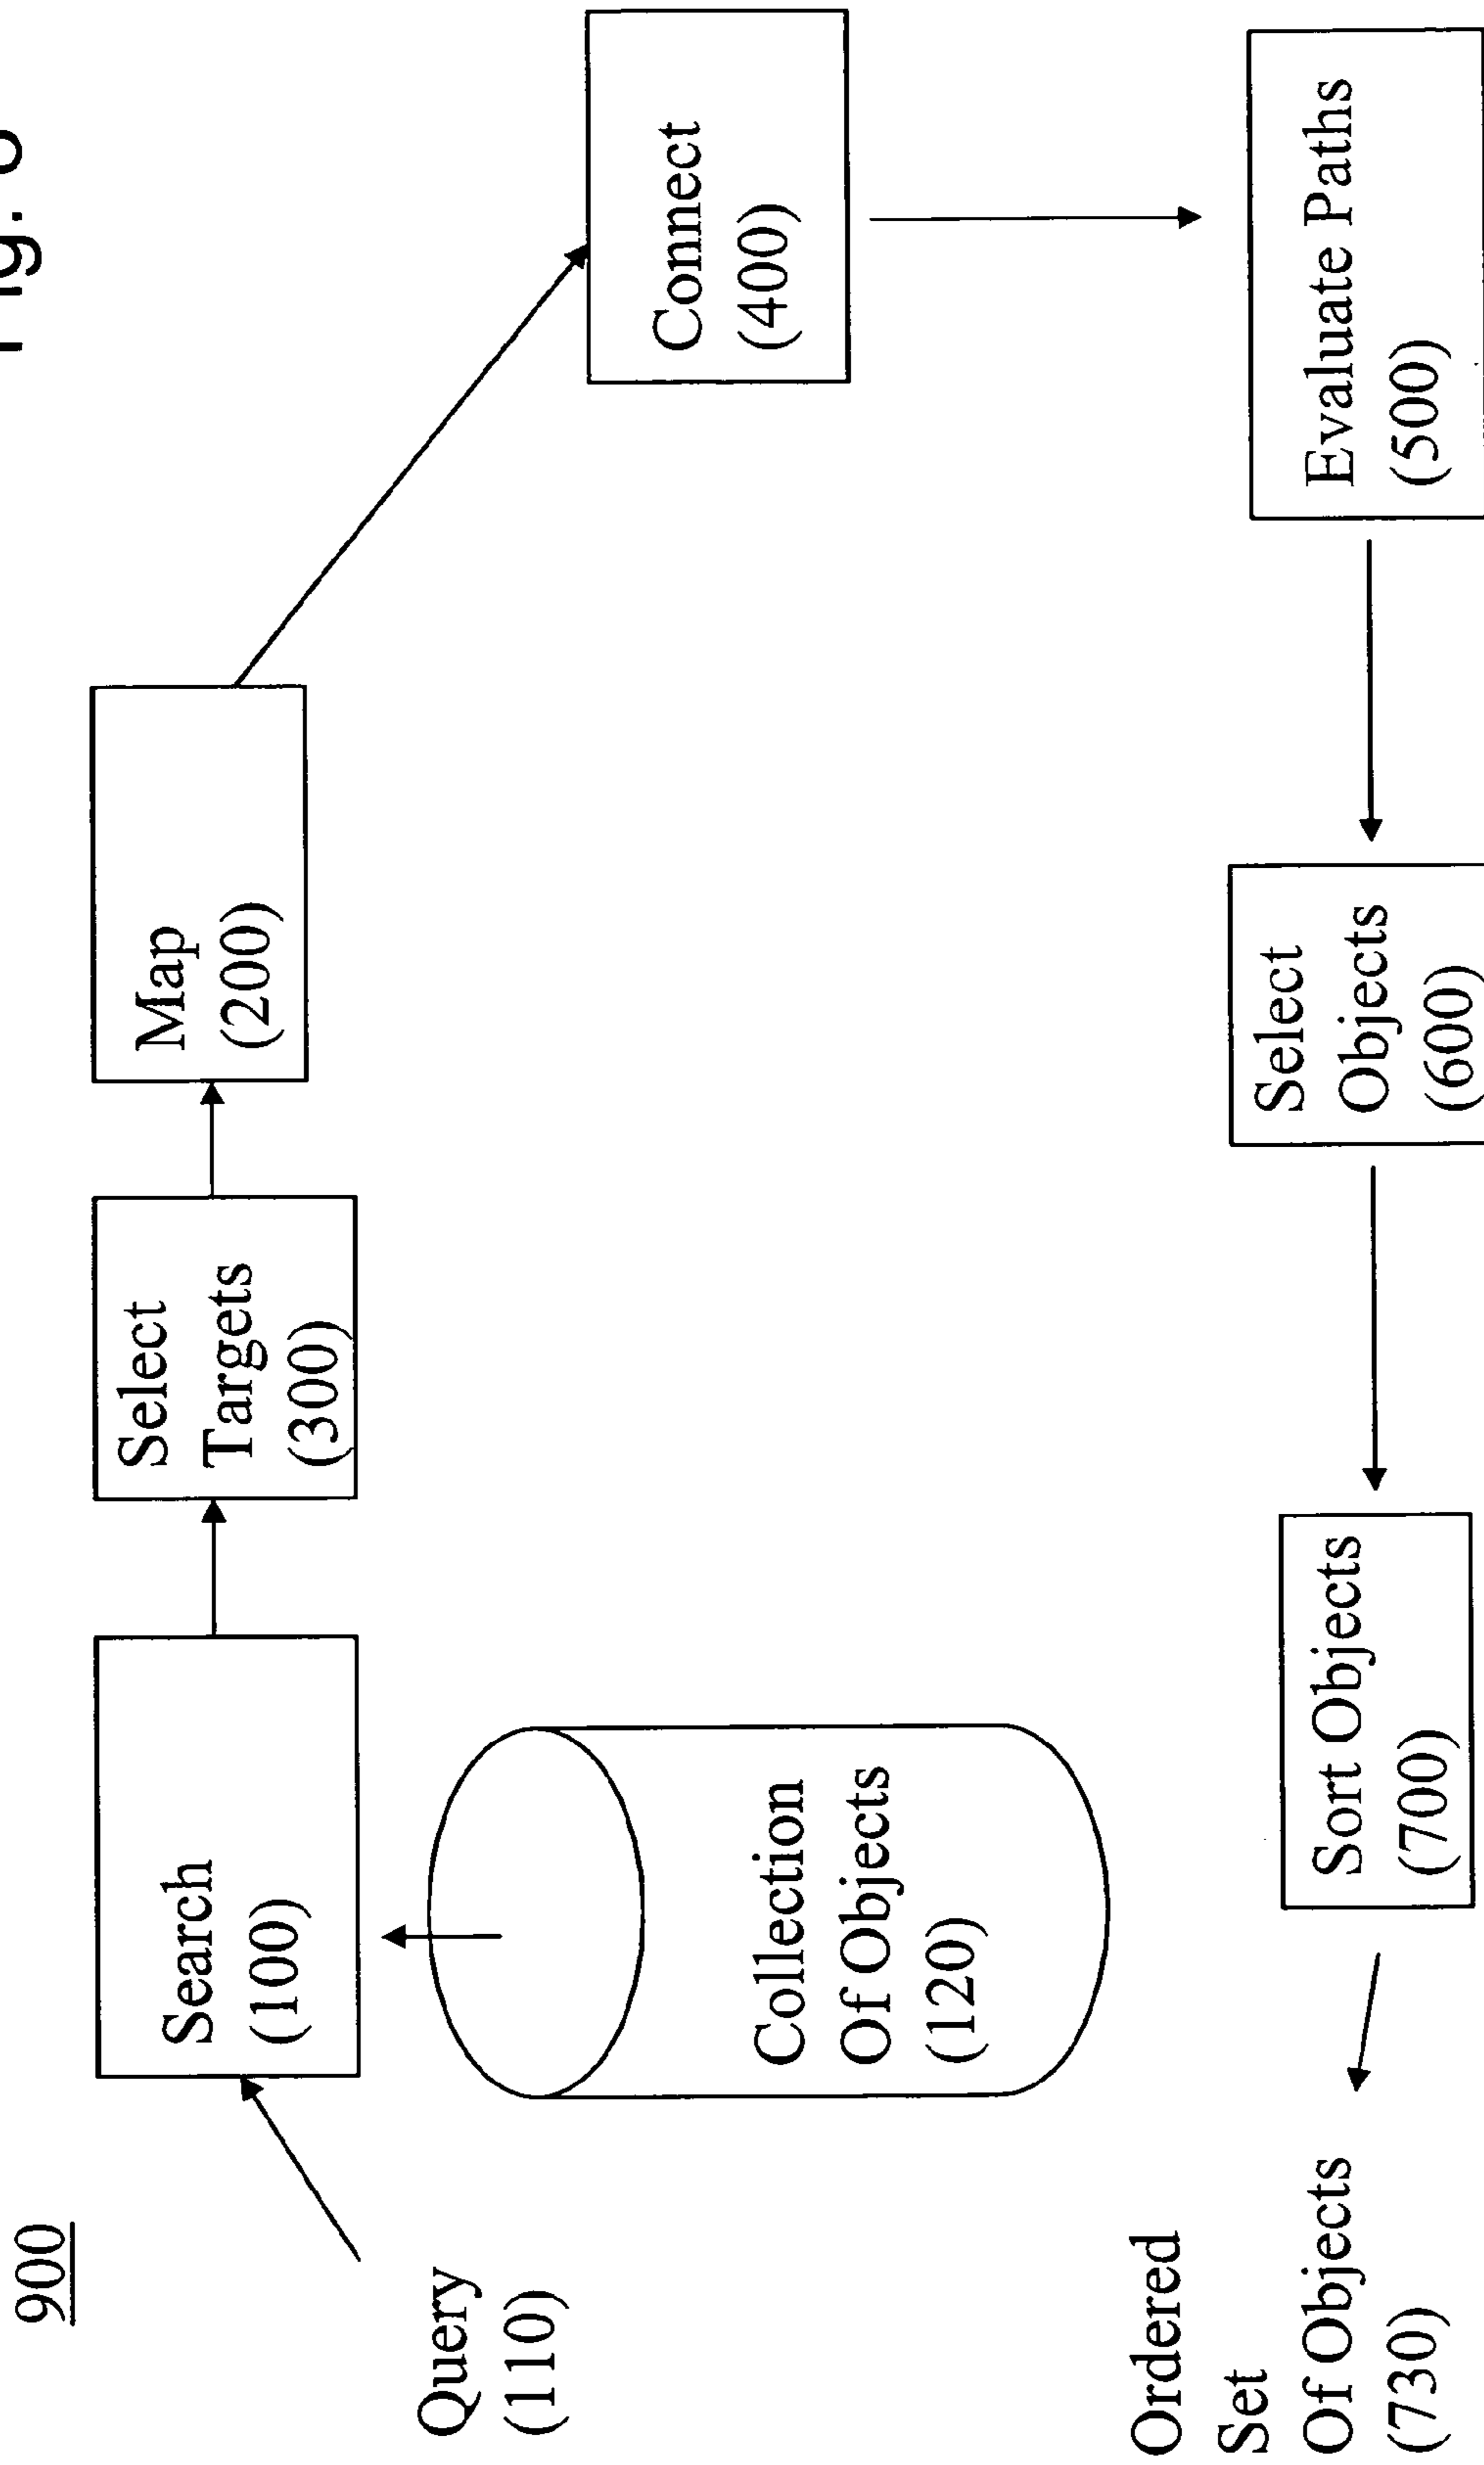 900
Fig.
Search
(100)
Select
Targets
(300)
Map
(200)
Query
(110)
Collection
Of Objects
(120)
Connect
(400)
Ordered
Set
Of Objects
(730)
Sort Objects
(700)
Select
Objects
(600)
Evaluate Paths
(500)